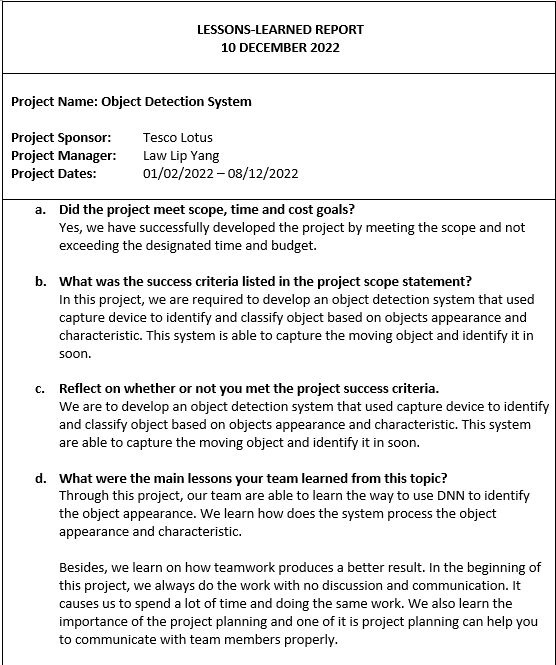 LESSONS-LEARNED REPORT
10 DECEMBER 2022
Project Name: Object Detection System
Project Sponsor: Tesco Lotus
Project Manager: Law Lip Yang
Project Dates: 01/02/2022 – 08/12/2022
a. Did the project meet scope, time and cost goals?
Yes, we have successfully developed the project by meeting the scope and not
exceeding the designated time and budget.
b. What was the success criteria listed in the project scope statement?
In this project, we are required to develop an object detection system that used
capture device to identify and classify object based on objects appearance and
characteristic. This system is able to capture the moving object and identify it in
soon.
c. Reflect on whether or not you met the project success criteria.
We are to develop an object detection system that used capture device to identify
and classify object based on objects appearance and characteristic. This system
are able to capture the moving object and identify it in soon.
d. What were the main lessons your team learned from this topic?
Through this project, our team are able to learn the way to use DNN to identify
the object appearance. We learn how does the system process the object
appearance and characteristic.
Besides, we learn on how teamwork produces a better result. In the beginning of
this project, we always do the work with no discussion and communication. It
causes us to spend a lot of time and doing the same work. We also learn the
importance of the project planning and one of it is project planning can help you
to communicate with team members properly.